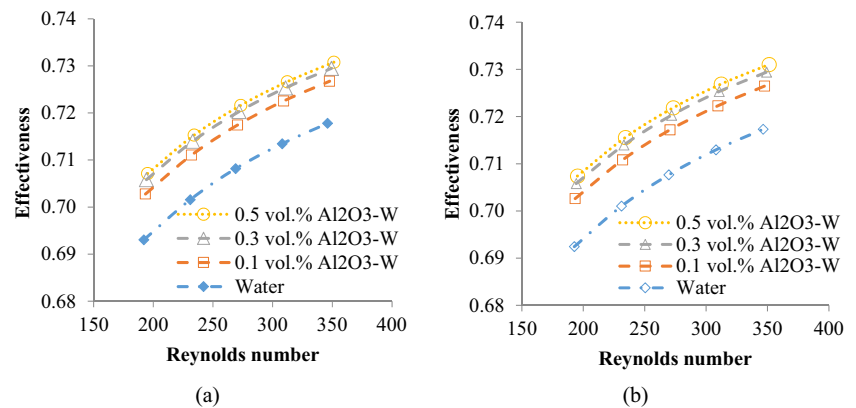 0.74
0.73
0.72
0.71
0.70
0.69
0.68
Effectiveness
0.5 vol.% Al2O3-W
0.3 vol.% Al2O3-W
0.1 vol.% Al2O3-W
Water
150 200 250 300 350 400
Reynolds number
(a)
0.74
0.73
0.72
0.71
0.70
0.69
0.68
Effectiveness
0.5 vol.% Al2O3-W
0.3 vol.% Al2O3-W
0.1 vol.% Al2O3-W
Water
150 200 250 300 350 400
Reynolds number
(b)